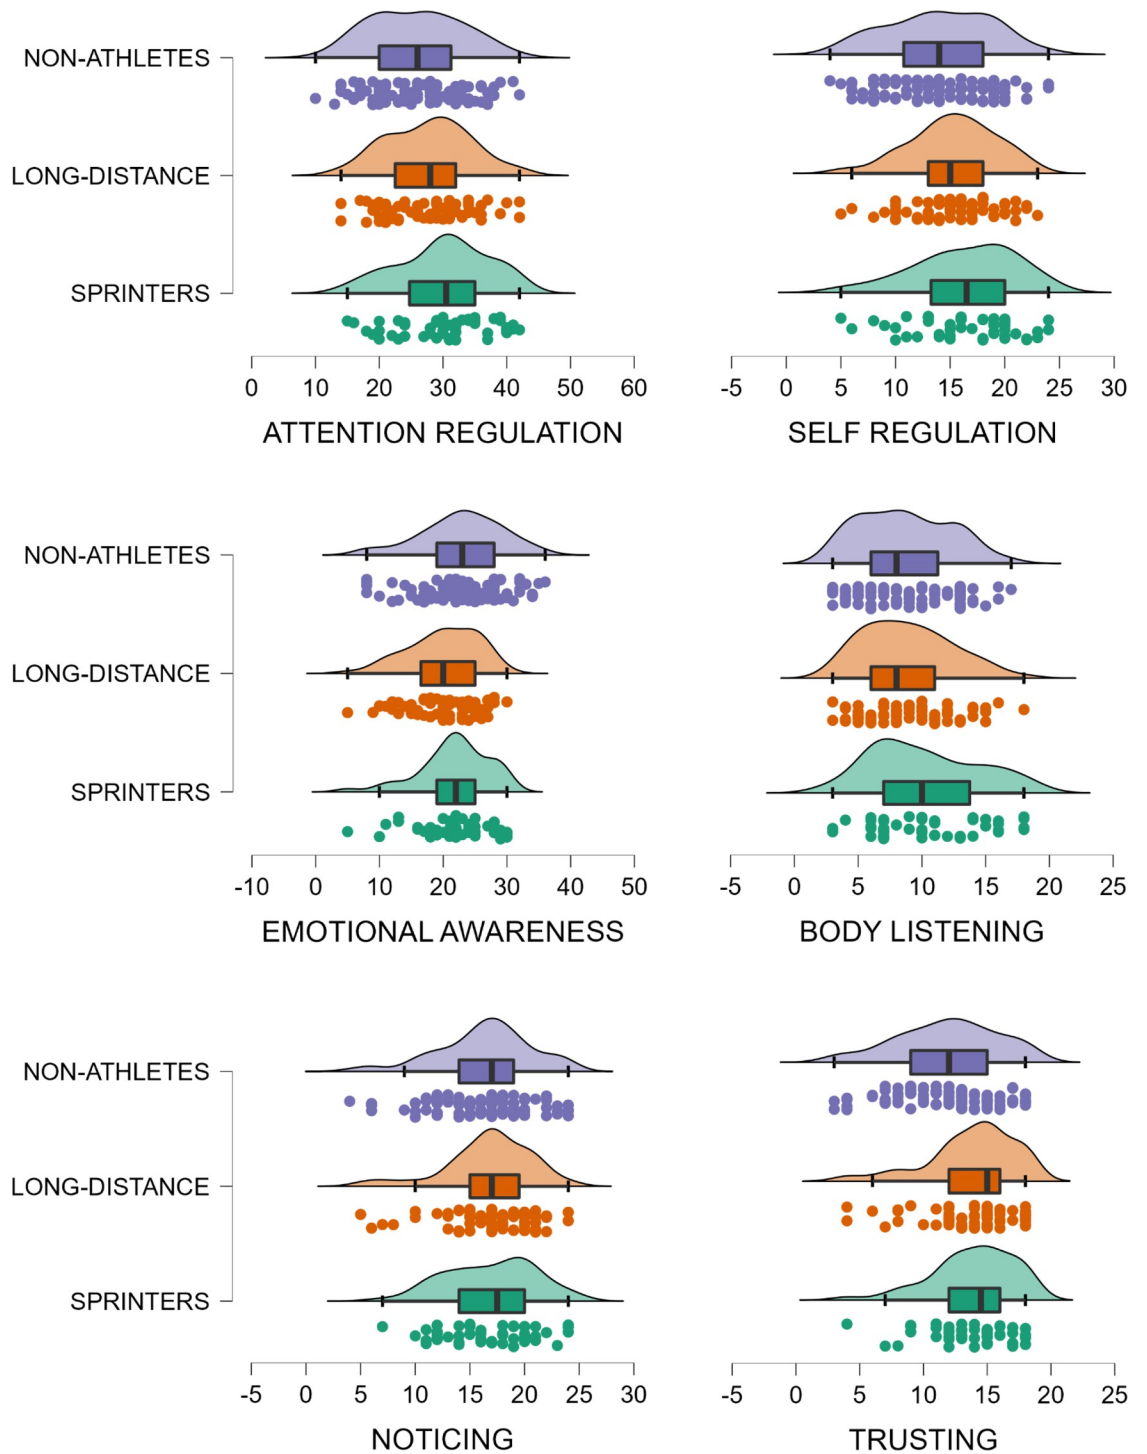 NON-ATHLETES
LONG-DISTANCE
SPRINTERS
0 10 20 30 40 50 60
ATTENTION REGULATION
-5 0 5 10 15 20 25 30
SELF REGULATION
NON-ATHLETES
LONG-DISTANCE
SPRINTERS
-10 0 10 20 30 40 50
EMOTIONAL AWARENESS
-5 0 5 10 15 20 25
BODY LISTENING
NON-ATHLETES
LONG-DISTANCE
SPRINTERS
-5 0 5 10 15 20 25 30
NOTICING
-5 0 5 10 15 20 25
TRUSTING